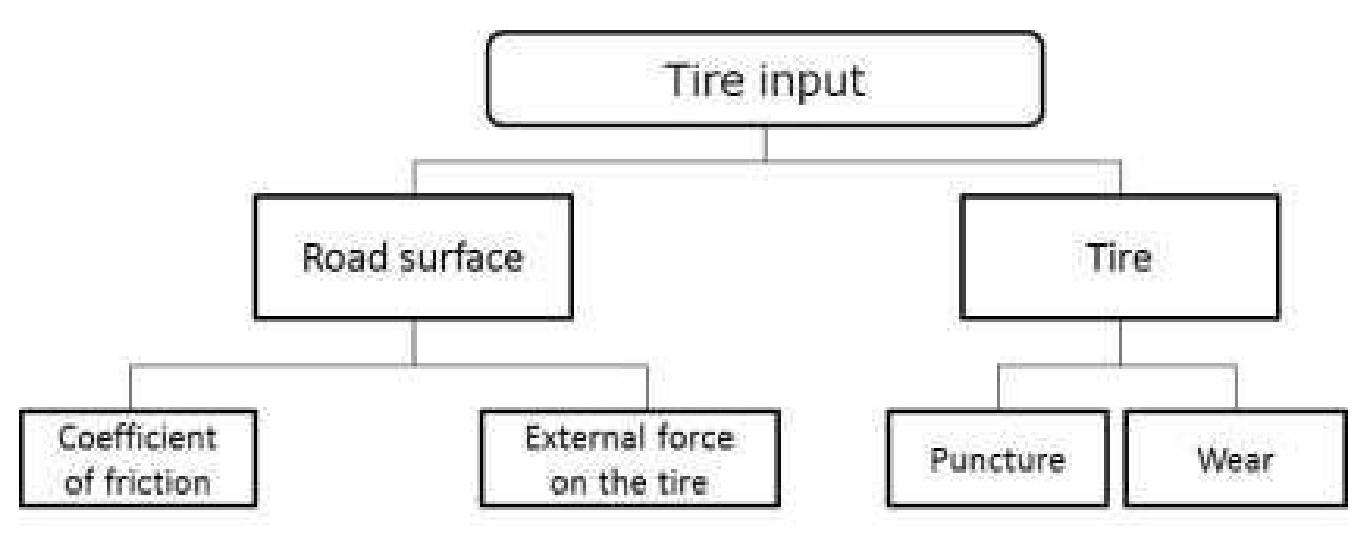 Tire input
Road surface
Tire
Coefficient
of friction
External force
on the tire
Puncture
Wear